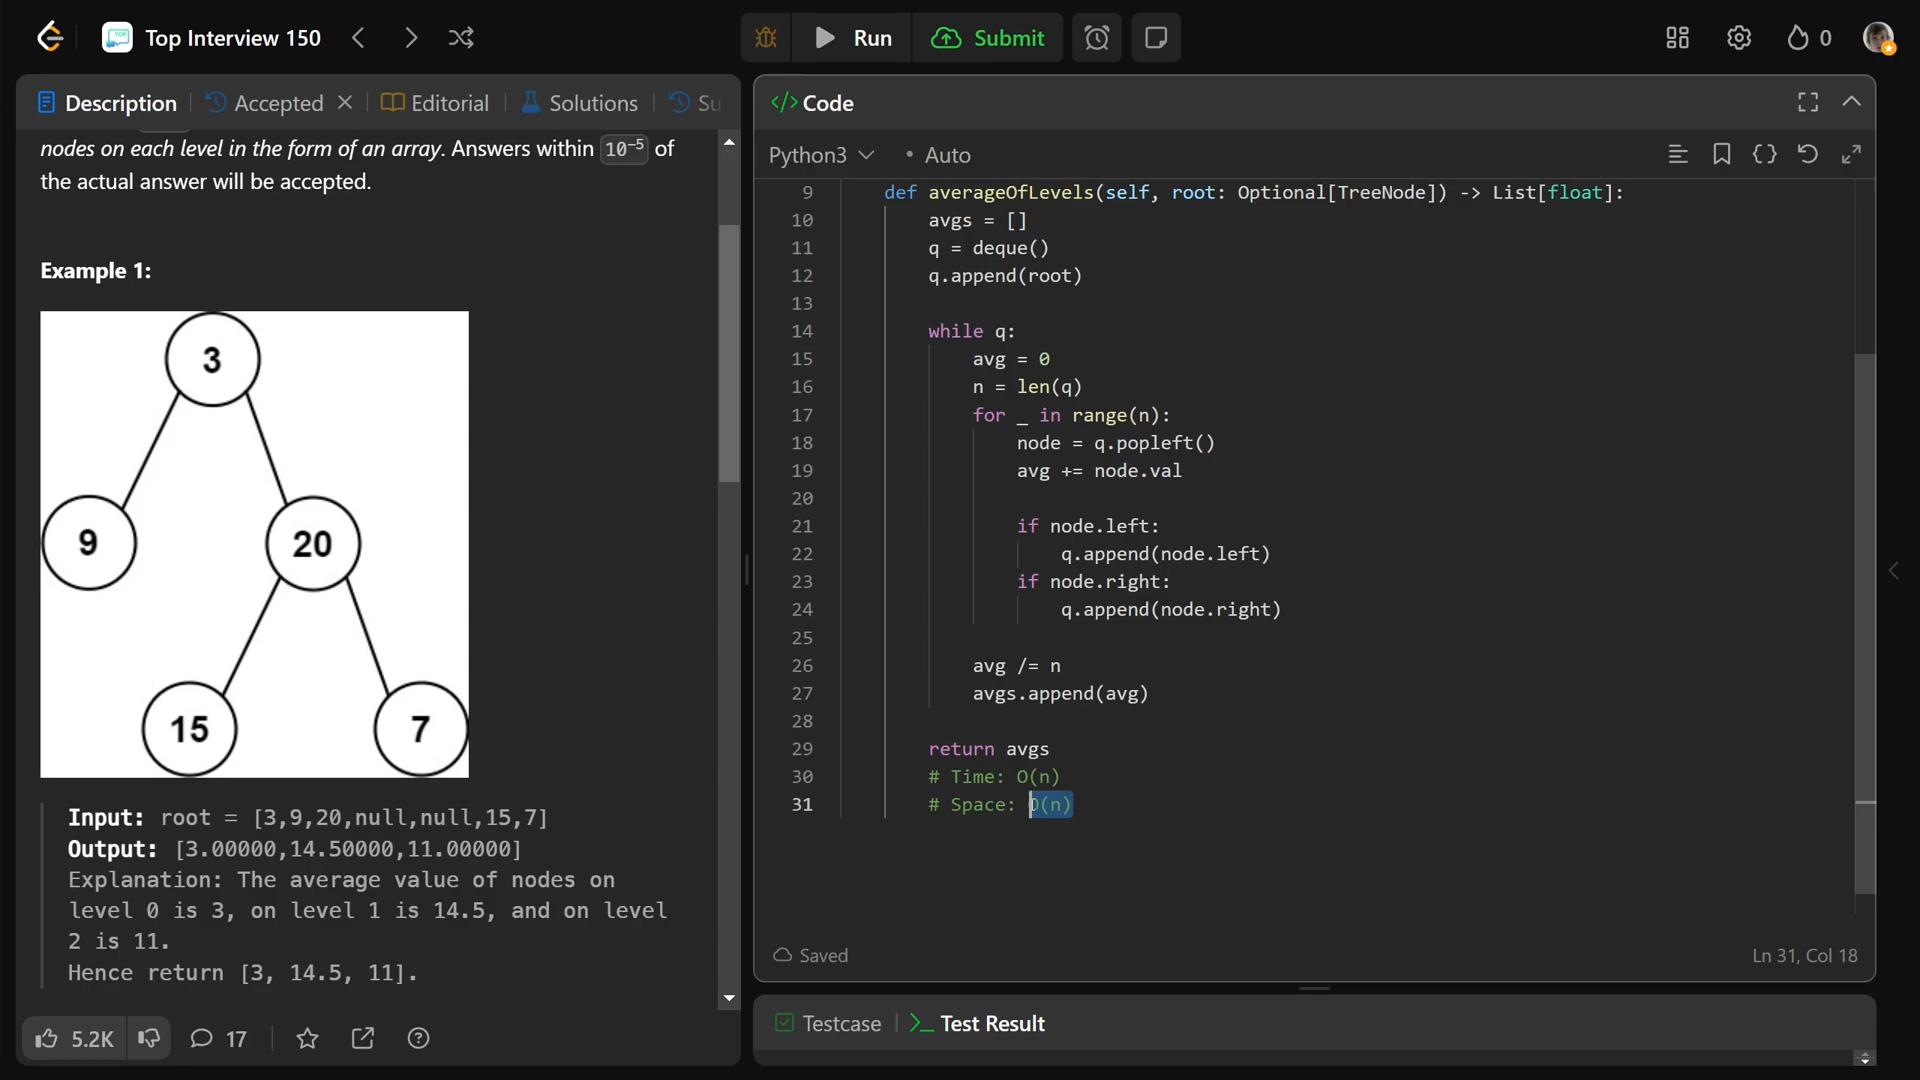 Top Interview 150
Run
Submit
0
Description
Accepted
Editorial
Solutions
Su
nodes on each level in the form of an array. Answers within 10⁻⁵ of
the actual answer will be accepted.
Example 1:
3
9
20
15
7
Input: root = [3,9,20,null,null,15,7]
Output: [3.00000,14.50000,11.00000]
Explanation: The average value of nodes on
level 0 is 3, on level 1 is 14.5, and on level
2 is 11.
Hence return [3, 14.5, 11].
5.2K
17
</> Code
Python3
• Auto
9 def averageOfLevels(self, root: Optional[TreeNode]) -> List[float]:
10 avgs = []
11 q = deque()
12 q.append(root)
13
14 while q:
15 avg = 0
16 n = len(q)
17 for _ in range(n):
18 node = q.popleft()
19 avg += node.val
20
21 if node.left:
22 q.append(node.left)
23 if node.right:
24 q.append(node.right)
25
26 avg /= n
27 avgs.append(avg)
28
29 return avgs
30 # Time: O(n)
31 # Space: O(n)
Saved
Ln 31, Col 18
Testcase
Test Result